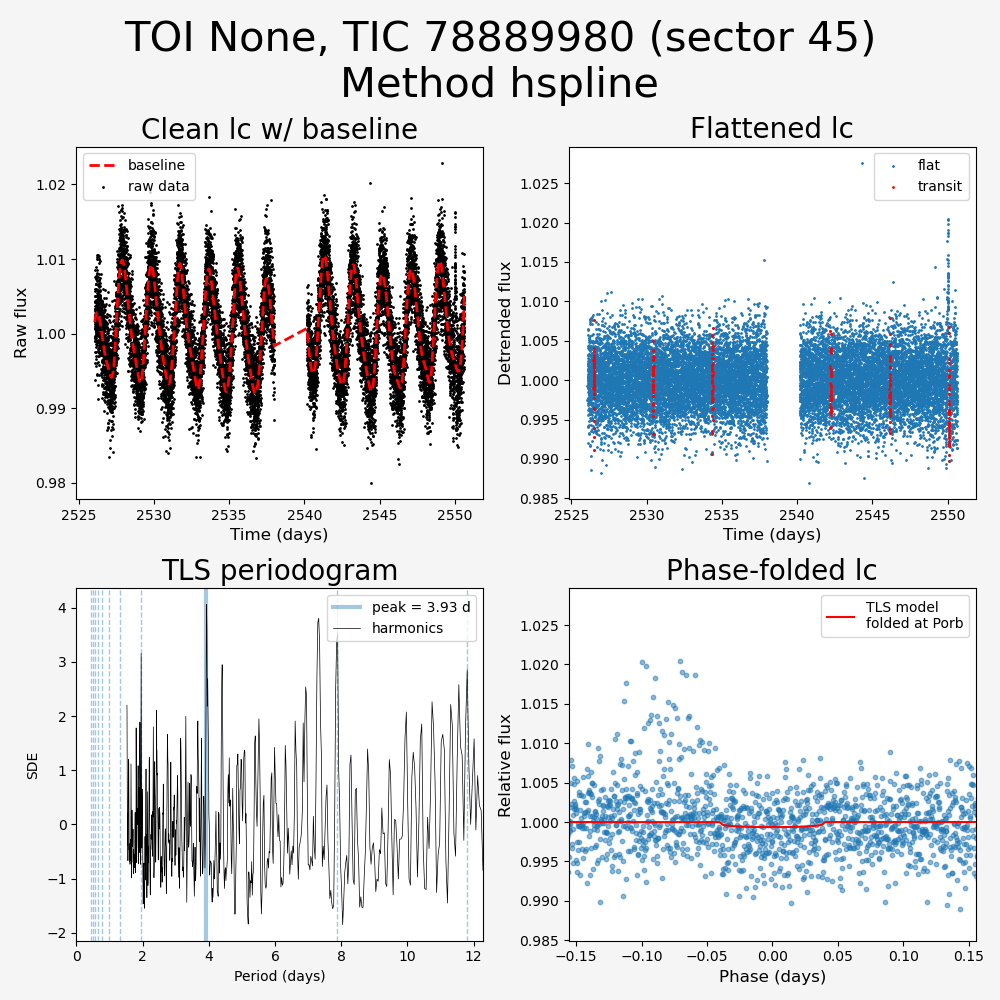 TOI None, TIC 78889980 (sector 45)
Method hspline
Clean lc w/ baseline
baseline
raw data
Raw flux
1.02
1.01
1.00
0.99
0.98
2525 2530 2535 2540 2545 2550
Time (days)
Flattened lc
flat
transit
Detrended flux
1.025
1.020
1.015
1.010
1.005
1.000
0.995
0.990
0.985
2525 2530 2535 2540 2545 2550
Time (days)
TLS periodogram
peak = 3.93 d
harmonics
SDE
4
3
2
1
0
−1
−2
0 2 4 6 8 10 12
Period (days)
Phase-folded lc
TLS model
folded at Porb
Relative flux
1.025
1.020
1.015
1.010
1.005
1.000
0.995
0.990
0.985
−0.15 −0.10 −0.05 0.00 0.05 0.10 0.15
Phase (days)